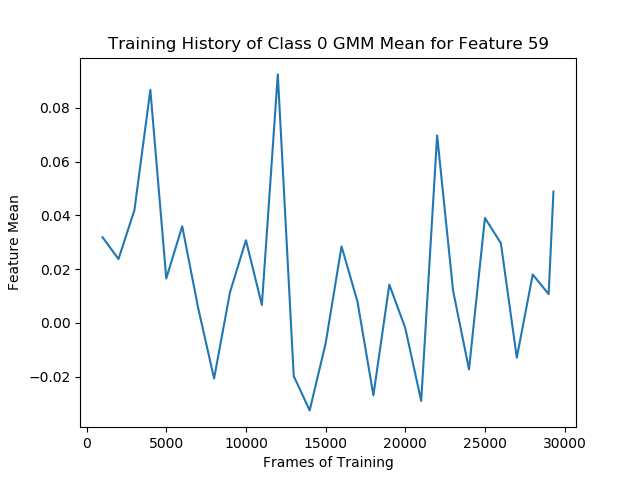 Training History of Class 0 GMM Mean for Feature 59
0.08
0.06
0.04
0.02
0.00
−0.02
Feature Mean
0 5000 10000 15000 20000 25000 30000
Frames of Training